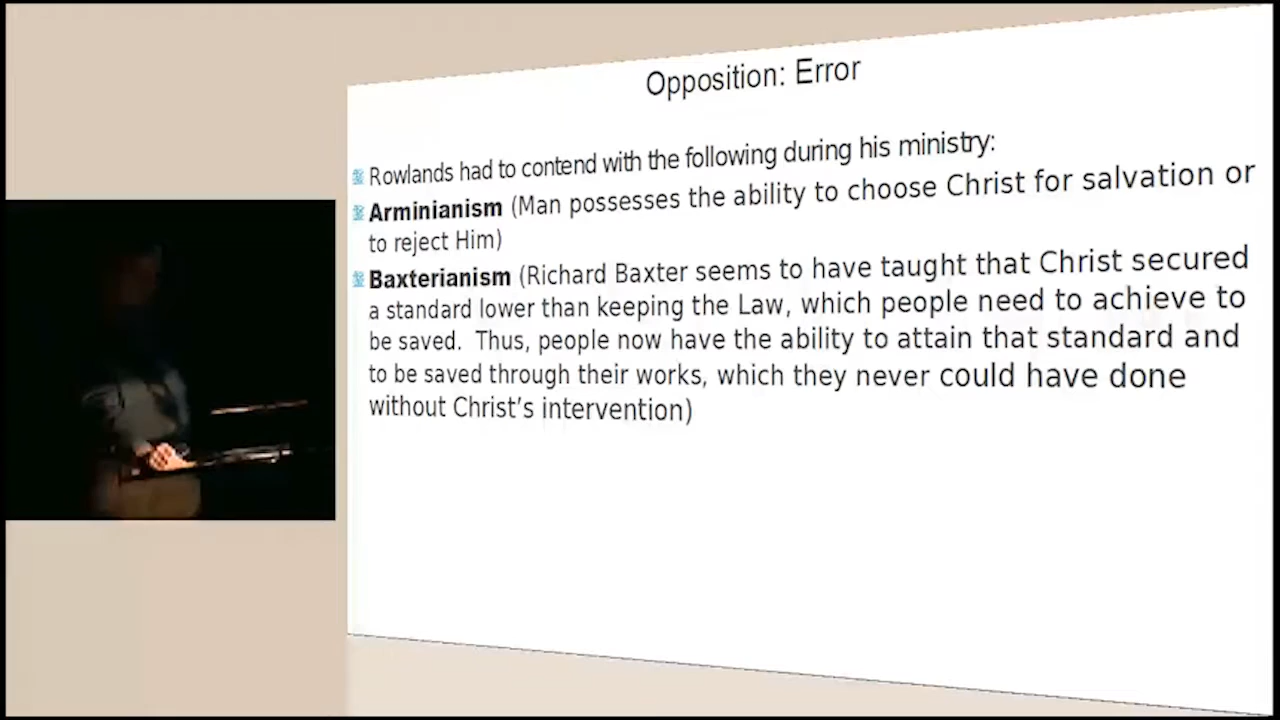 Opposition: Error
Rowlands had to contend with the following during his ministry:
Arminianism (Man possesses the ability to choose Christ for salvation or
to reject Him)
Baxterianism (Richard Baxter seems to have taught that Christ secured
a standard lower than keeping the Law, which people need to achieve to
be saved. Thus, people now have the ability to attain that standard and
to be saved through their works, which they never could have done
without Christ’s intervention)